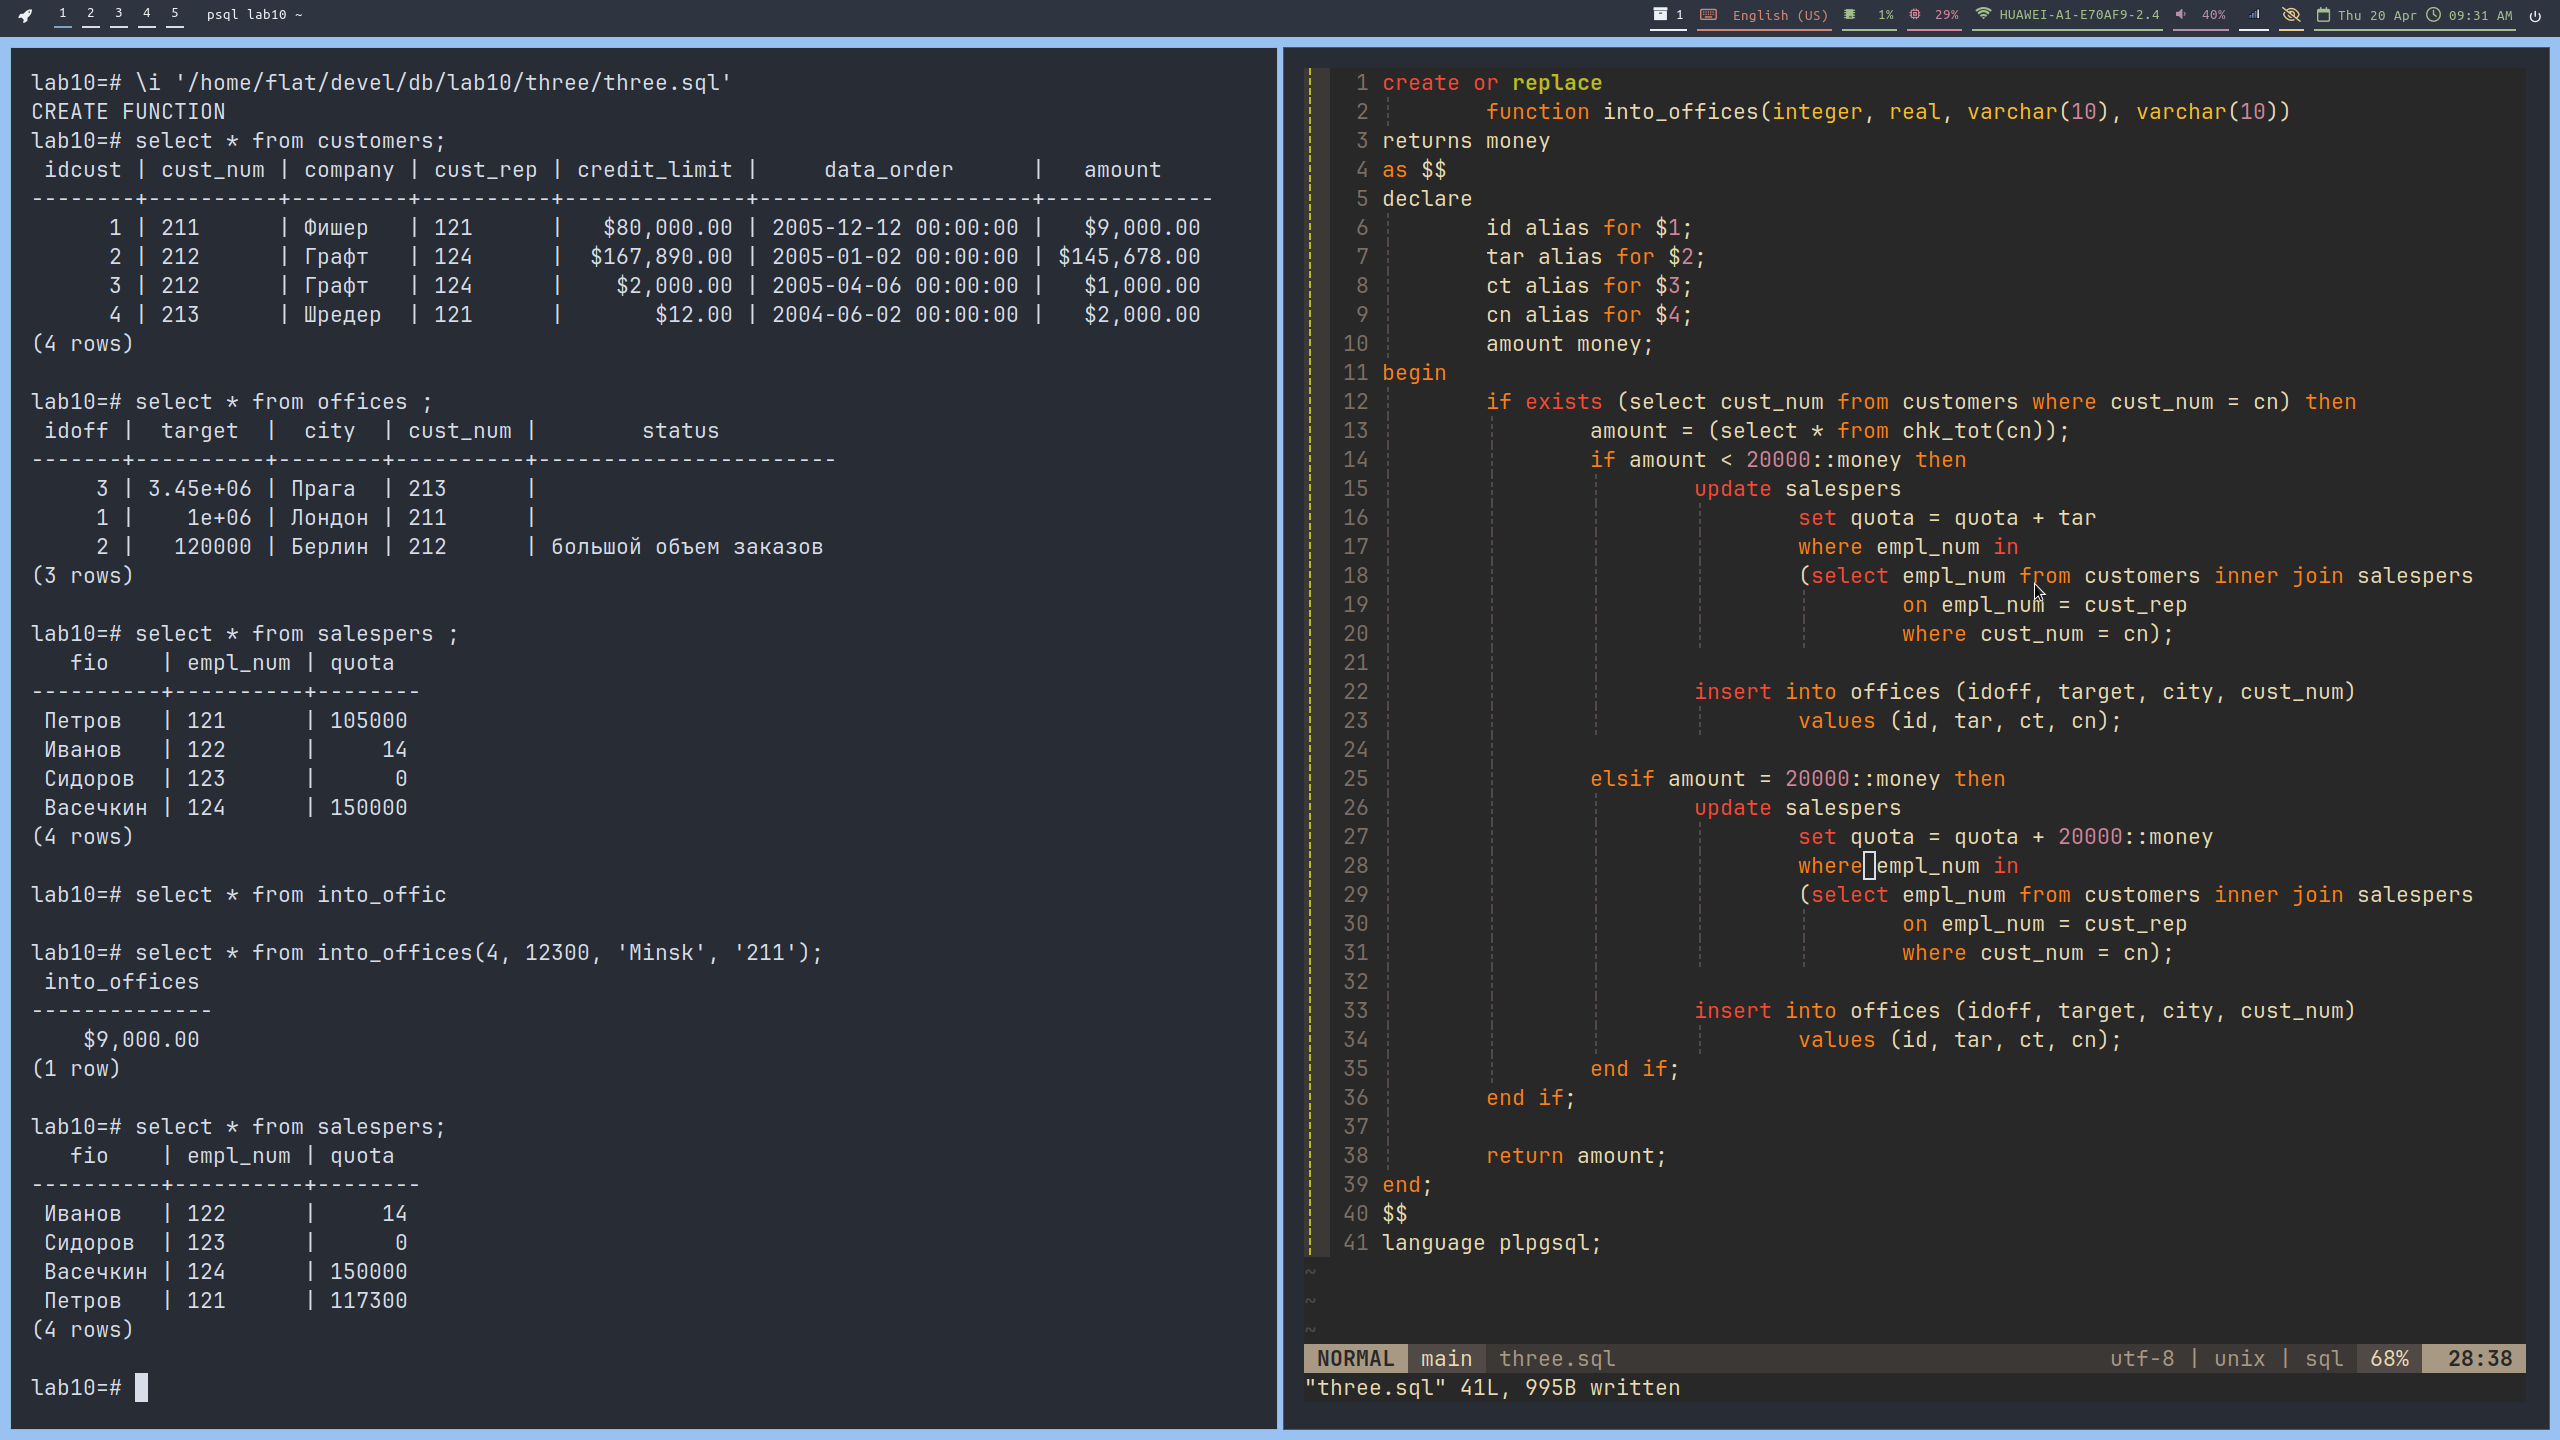 1 2 3 4 5 psql lab10 ~ 1 English (US) 1% 29% HUAWEI-A1-E70AF9-2.4 40% Thu 20 Apr 09:31 AM
lab10=# \i '/home/flat/devel/db/lab10/three/three.sql'
CREATE FUNCTION
lab10=# select * from customers;
 idcust | cust_num | company | cust_rep | credit_limit |     data_order      |   amount
--------+----------+---------+----------+--------------+---------------------+-------------
      1 | 211      | Фишер   | 121      |   $80,000.00 | 2005-12-12 00:00:00 |   $9,000.00
      2 | 212      | Графт   | 124      |  $167,890.00 | 2005-01-02 00:00:00 | $145,678.00
      3 | 212      | Графт   | 124      |    $2,000.00 | 2005-04-06 00:00:00 |   $1,000.00
      4 | 213      | Шредер  | 121      |       $12.00 | 2004-06-02 00:00:00 |   $2,000.00
(4 rows)
lab10=# select * from offices ;
 idoff |  target  |  city  | cust_num |        status
-------+----------+--------+----------+-----------------------
     3 | 3.45e+06 | Прага  | 213      |
     1 |    1e+06 | Лондон | 211      |
     2 |   120000 | Берлин | 212      | большой объем заказов
(3 rows)
lab10=# select * from salespers ;
   fio    | empl_num | quota
----------+----------+--------
 Петров   | 121      | 105000
 Иванов   | 122      |     14
 Сидоров  | 123      |      0
 Васечкин | 124      | 150000
(4 rows)
lab10=# select * from into_offic
lab10=# select * from into_offices(4, 12300, 'Minsk', '211');
 into_offices
--------------
    $9,000.00
(1 row)
lab10=# select * from salespers;
   fio    | empl_num | quota
----------+----------+--------
 Иванов   | 122      |     14
 Сидоров  | 123      |      0
 Васечкин | 124      | 150000
 Петров   | 121      | 117300
(4 rows)
lab10=#
1 create or replace
2         function into_offices(integer, real, varchar(10), varchar(10))
3 returns money
4 as $$
5 declare
6         id alias for $1;
7         tar alias for $2;
8         ct alias for $3;
9         cn alias for $4;
10         amount money;
11 begin
12         if exists (select cust_num from customers where cust_num = cn) then
13                 amount = (select * from chk_tot(cn));
14                 if amount < 20000::money then
15                         update salespers
16                                 set quota = quota + tar
17                                 where empl_num in
18                                 (select empl_num from customers inner join salespers
19                                         on empl_num = cust_rep
20                                         where cust_num = cn);
21
22                         insert into offices (idoff, target, city, cust_num)
23                                 values (id, tar, ct, cn);
24
25                 elsif amount = 20000::money then
26                         update salespers
27                                 set quota = quota + 20000::money
28                                 where empl_num in
29                                 (select empl_num from customers inner join salespers
30                                         on empl_num = cust_rep
31                                         where cust_num = cn);
32
33                         insert into offices (idoff, target, city, cust_num)
34                                 values (id, tar, ct, cn);
35                 end if;
36         end if;
37
38         return amount;
39 end;
40 $$
41 language plpgsql;
~
~
~
NORMAL main three.sql utf-8 | unix | sql 68% 28:38
"three.sql" 41L, 995B written